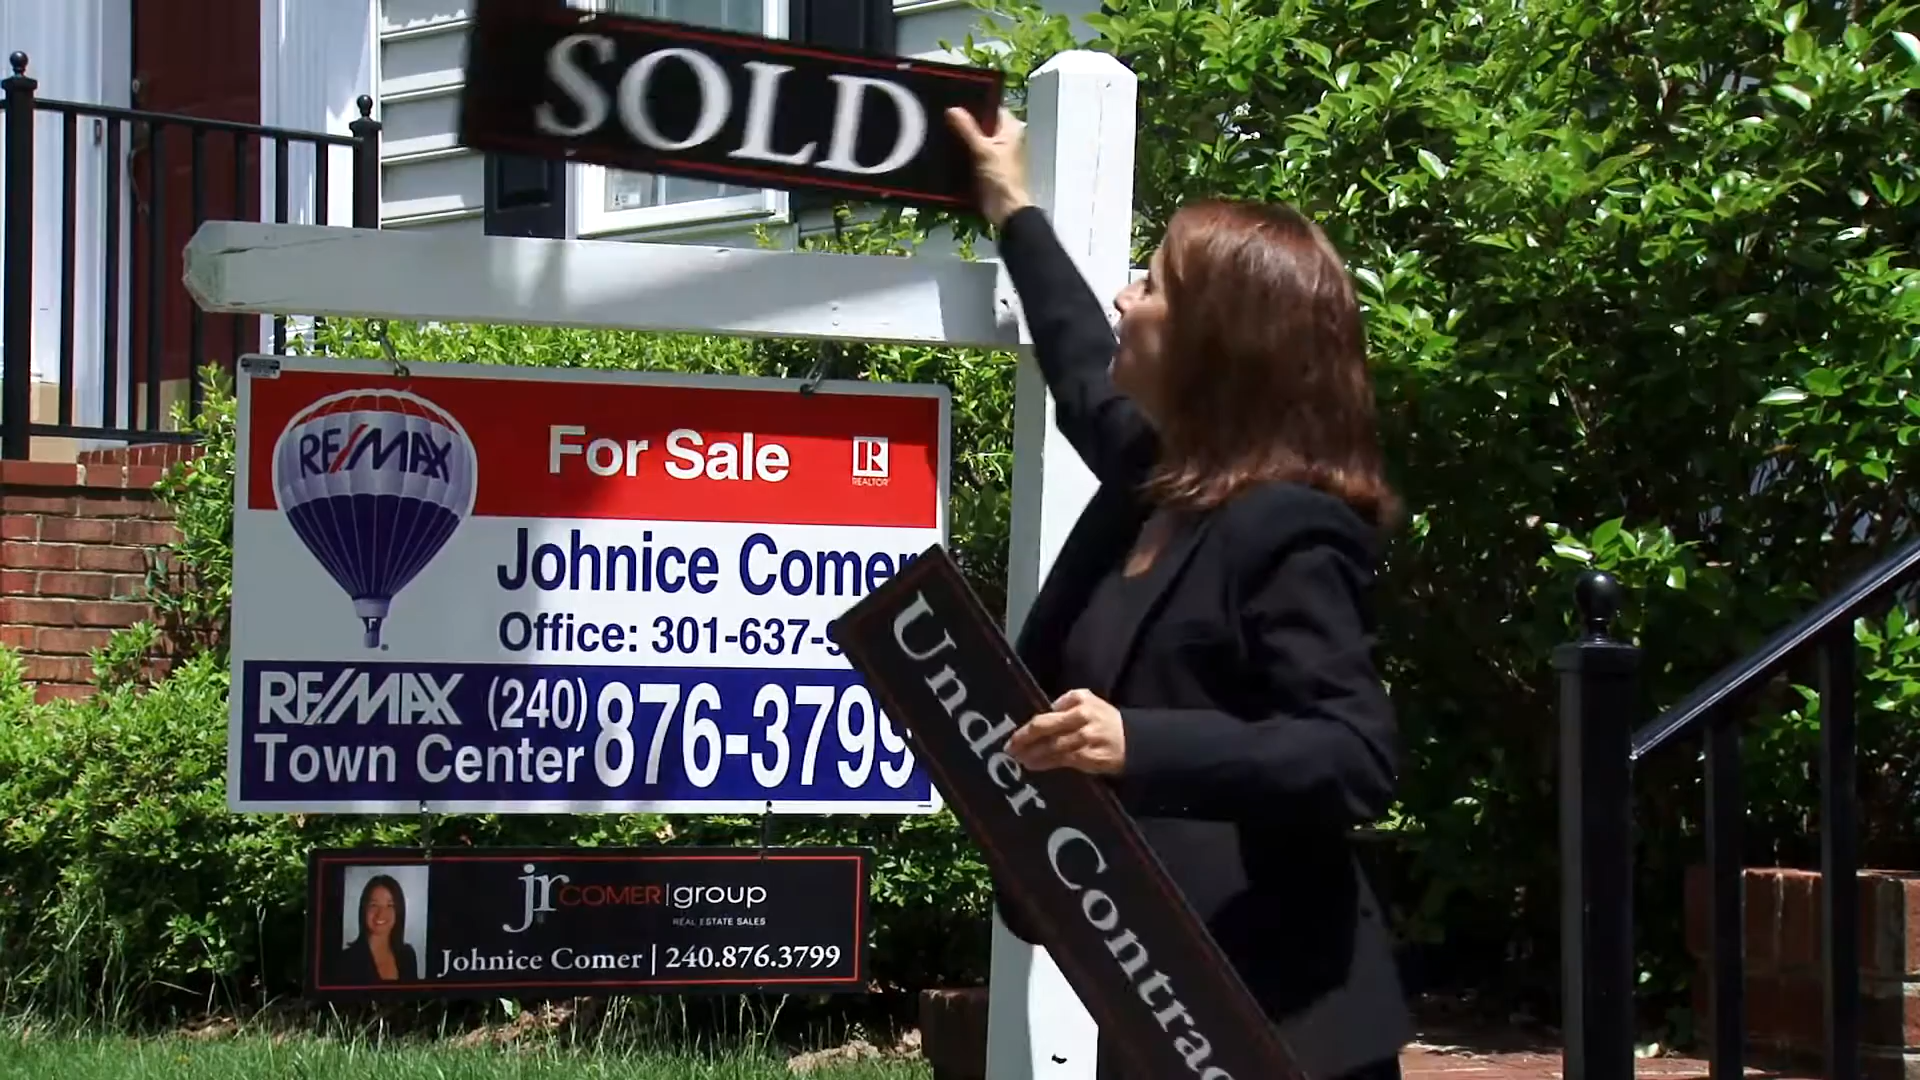 SOLD
RE/MAX
For Sale
R
REALTOR
Johnice Comer
Office: 301-637-9
RE/MAX (240) 876-3799
Town Center
Under Contrac
jr COMER | group
REAL ESTATE SALES
Johnice Comer | 240.876.3799